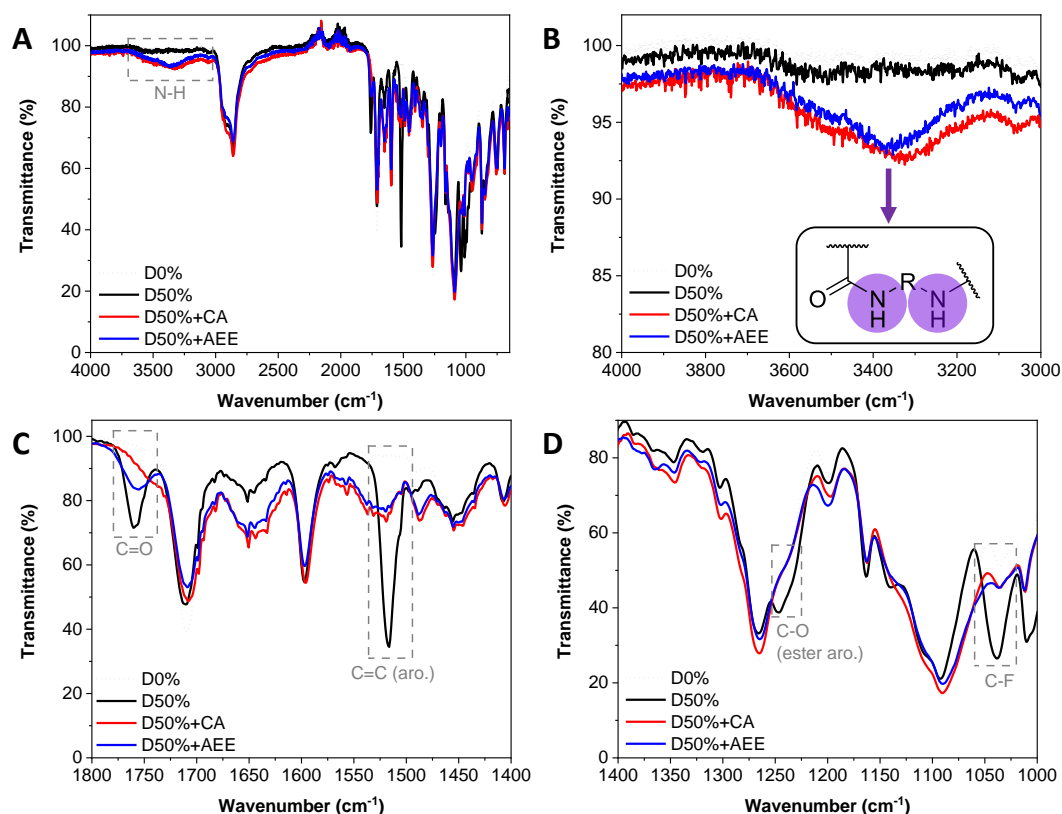 A
Transmittance (%)
100
80
60
40
20
0
N-H
D0%
D50%
D50%+CA
D50%+AEE
4000 3500 3000 2500 2000 1500 1000
Wavenumber (cm⁻¹)
B
Transmittance (%)
100
95
90
85
80
D0%
D50%
D50%+CA
D50%+AEE
O
N
H
R
N
H
4000 3800 3600 3400 3200 3000
Wavenumber (cm⁻¹)
C
Transmittance (%)
100
80
60
40
20
0
C=O
C=C (aro.)
D0%
D50%
D50%+CA
D50%+AEE
1800 1750 1700 1650 1600 1550 1500 1450 1400
Wavenumber (cm⁻¹)
D
Transmittance (%)
80
60
40
20
0
C-O
(ester aro.)
C-F
D0%
D50%
D50%+CA
D50%+AEE
1400 1350 1300 1250 1200 1150 1100 1050 1000
Wavenumber (cm⁻¹)